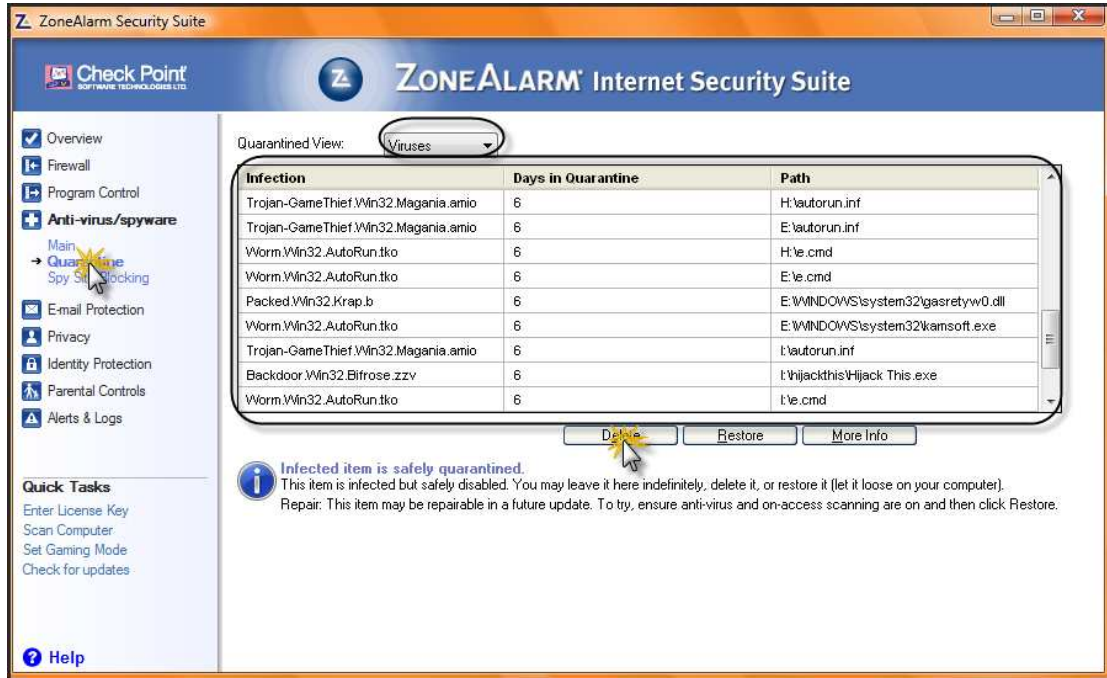 ZoneAlarm Security Suite
Check Point
SOFTWARE TECHNOLOGIES LTD.
ZONEALARM Internet Security Suite
Overview
Firewall
Program Control
Anti-virus/spyware
Main
Quarantine
Spy Site Blocking
E-mail Protection
Privacy
Identity Protection
Parental Controls
Alerts & Logs
Quick Tasks
Enter License Key
Scan Computer
Set Gaming Mode
Check for updates
Help
Quarantined View: Viruses
Infection Days in Quarantine Path
Trojan-GameThief.Win32.Magania.amio 6 H:\autorun.inf
Trojan-GameThief.Win32.Magania.amio 6 E:\autorun.inf
Worm.Win32.AutoRun.tko 6 H:\e.cmd
Worm.Win32.AutoRun.tko 6 E:\e.cmd
Packed.Win32.Krap.b 6 E:\WINDOWS\system32\gasretyw0.dll
Worm.Win32.AutoRun.tko 6 E:\WINDOWS\system32\kamsoft.exe
Trojan-GameThief.Win32.Magania.amio 6 I:\autorun.inf
Backdoor.Win32.Bifrose.zzv 6 I:\hijackthis\Hijack This.exe
Worm.Win32.AutoRun.tko 6 I:\e.cmd
Delete Restore More Info
Infected item is safely quarantined.
This item is infected but safely disabled. You may leave it here indefinitely, delete it, or restore it (let it loose on your computer).
Repair: This item may be repairable in a future update. To try, ensure anti-virus and on-access scanning are on and then click Restore.